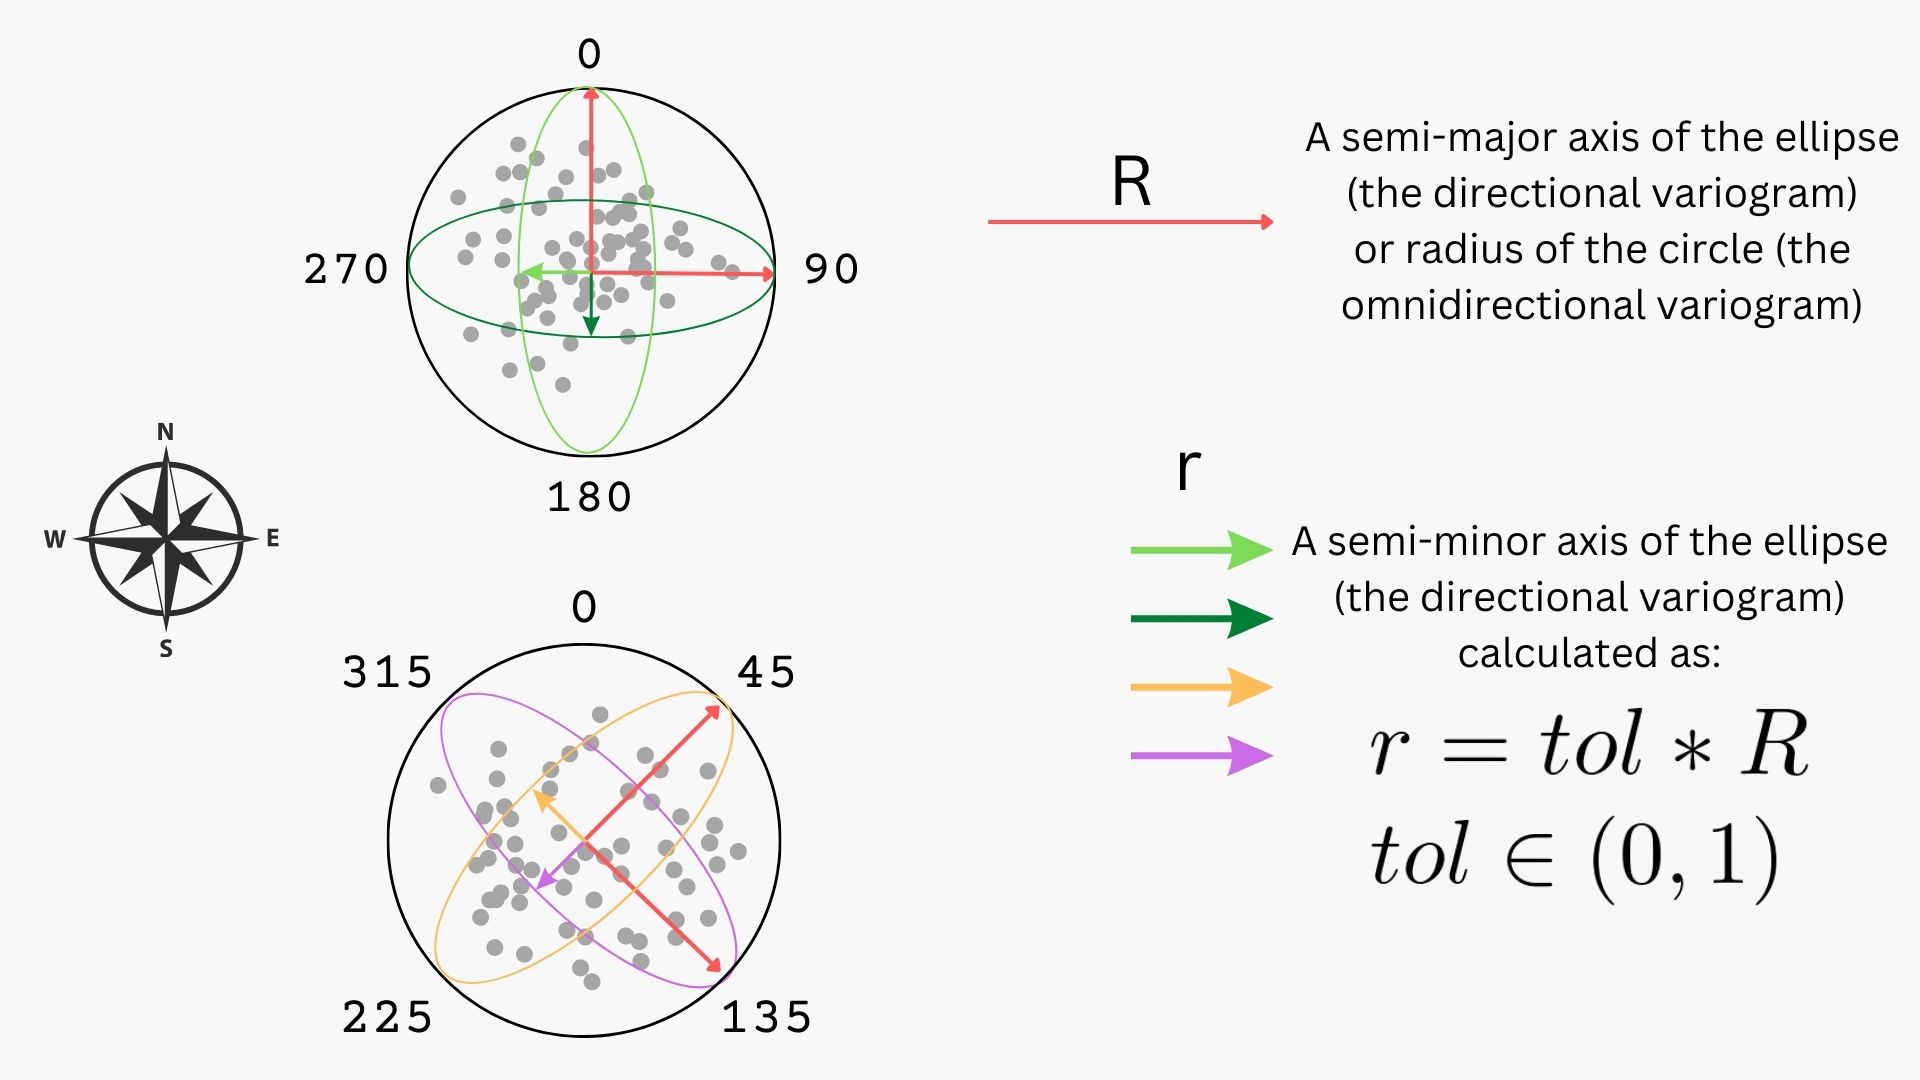 0
270
90
180
N
W
E
S
0
315
45
225
135
R
A semi-major axis of the ellipse
(the directional variogram)
or radius of the circle (the
omnidirectional variogram)
r
A semi-minor axis of the ellipse
(the directional variogram)
calculated as:
r = tol * R
tol ∈ (0, 1)